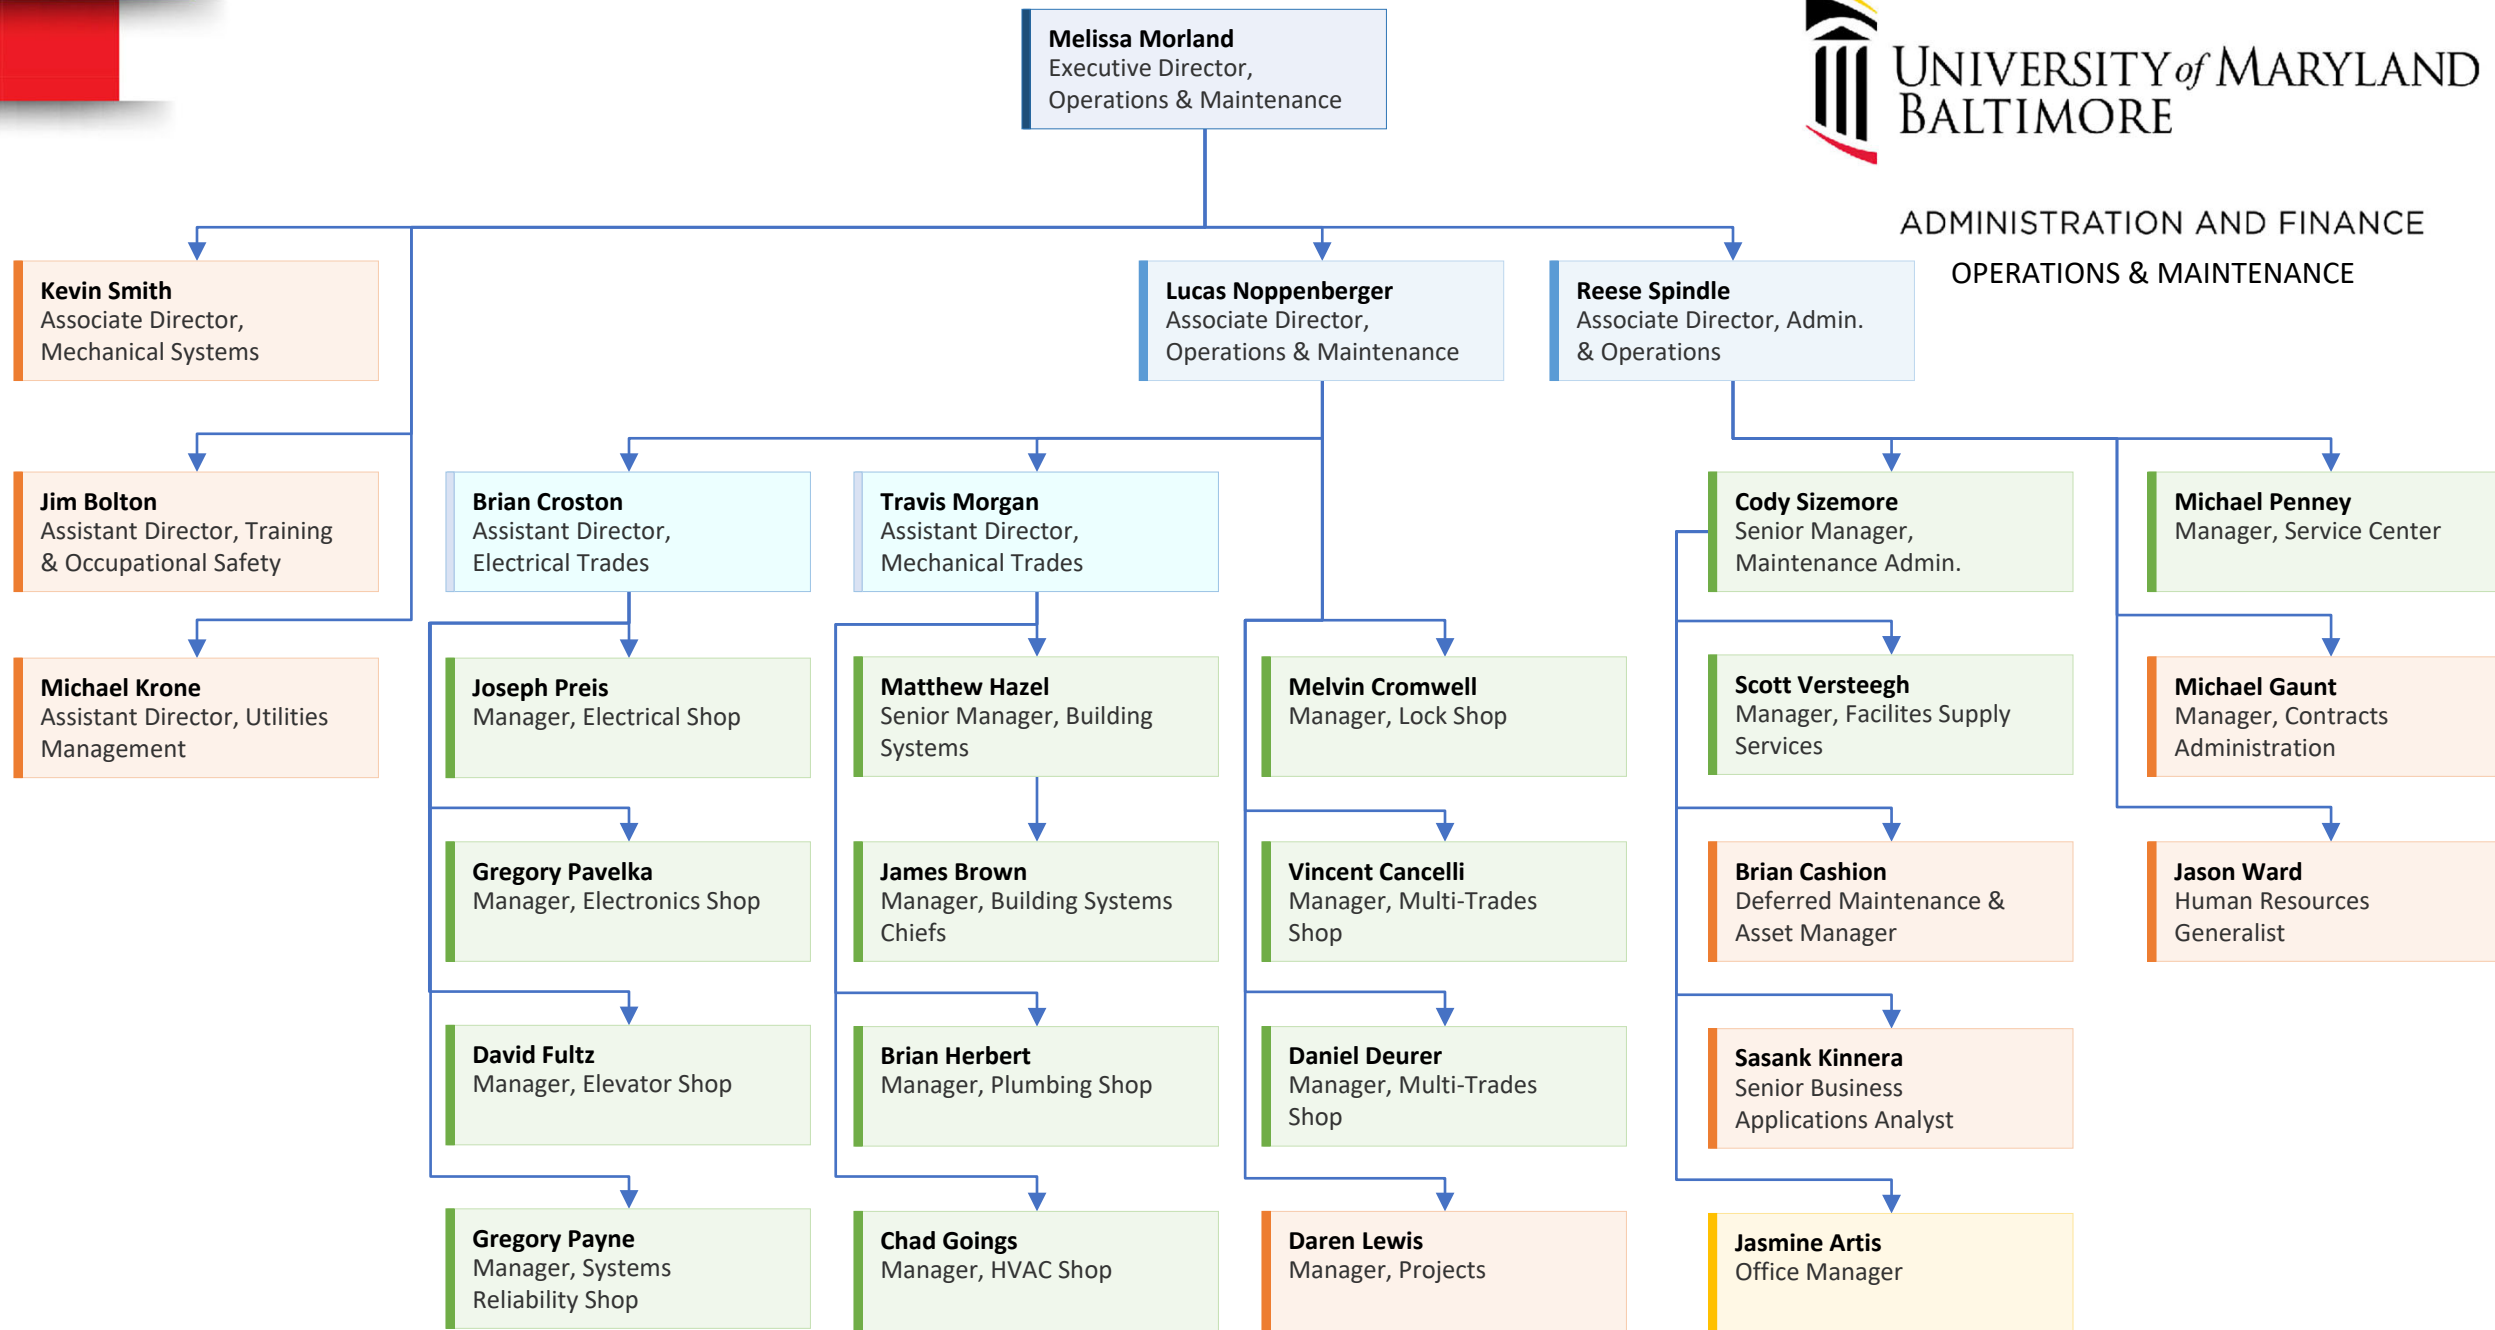 Melissa Morland
Executive Director,
Operations & Maintenance
UNIVERSITY of MARYLAND
BALTIMORE
ADMINISTRATION AND FINANCE
OPERATIONS & MAINTENANCE
Kevin Smith
Associate Director,
Mechanical Systems
Lucas Noppenberger
Associate Director,
Operations & Maintenance
Reese Spindle
Associate Director, Admin.
& Operations
Jim Bolton
Assistant Director, Training
& Occupational Safety
Brian Croston
Assistant Director,
Electrical Trades
Travis Morgan
Assistant Director,
Mechanical Trades
Cody Sizemore
Senior Manager,
Maintenance Admin.
Michael Penney
Manager, Service Center
Michael Krone
Assistant Director, Utilities
Management
Joseph Preis
Manager, Electrical Shop
Matthew Hazel
Senior Manager, Building
Systems
Melvin Cromwell
Manager, Lock Shop
Scott Versteegh
Manager, Facilites Supply
Services
Michael Gaunt
Manager, Contracts
Administration
Gregory Pavelka
Manager, Electronics Shop
James Brown
Manager, Building Systems
Chiefs
Vincent Cancelli
Manager, Multi-Trades
Shop
Brian Cashion
Deferred Maintenance &
Asset Manager
Jason Ward
Human Resources
Generalist
David Fultz
Manager, Elevator Shop
Brian Herbert
Manager, Plumbing Shop
Daniel Deurer
Manager, Multi-Trades
Shop
Sasank Kinnera
Senior Business
Applications Analyst
Gregory Payne
Manager, Systems
Reliability Shop
Chad Goings
Manager, HVAC Shop
Daren Lewis
Manager, Projects
Jasmine Artis
Office Manager